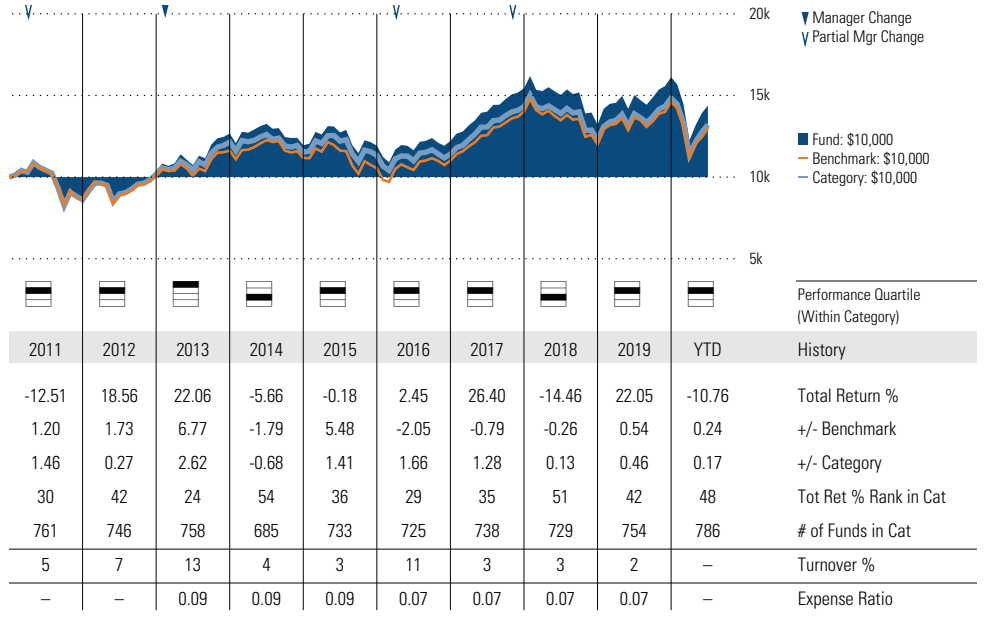 20k
Manager Change
Partial Mgr Change
15k
Fund: $10,000
Benchmark: $10,000
Category: $10,000
10k
5k
Performance Quartile
(Within Category)
2011 2012 2013 2014 2015 2016 2017 2018 2019 YTD History
-12.51 18.56 22.06 -5.66 -0.18 2.45 26.40 -14.46 22.05 -10.76 Total Return %
1.20 1.73 6.77 -1.79 5.48 -2.05 -0.79 -0.26 0.54 0.24 +/- Benchmark
1.46 0.27 2.62 -0.68 1.41 1.66 1.28 0.13 0.46 0.17 +/- Category
30 42 24 54 36 29 35 51 42 48 Tot Ret % Rank in Cat
761 746 758 685 733 725 738 729 754 786 # of Funds in Cat
5 7 13 4 3 11 3 3 2 – Turnover %
– – 0.09 0.09 0.09 0.07 0.07 0.07 0.07 – Expense Ratio